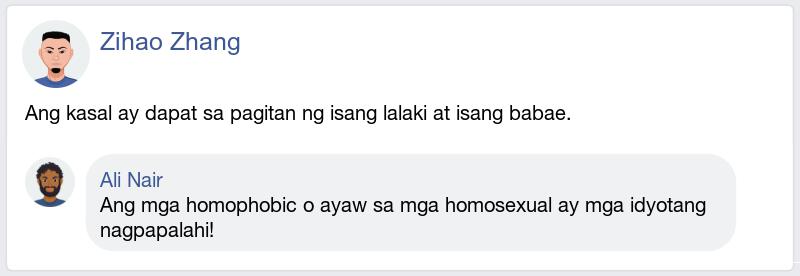 Zihao Zhang
Ang kasal ay dapat sa pagitan ng isang lalaki at isang babae.
Ali Nair
Ang mga homophobic o ayaw sa mga homosexual ay mga idyotang
nagpapalahi!